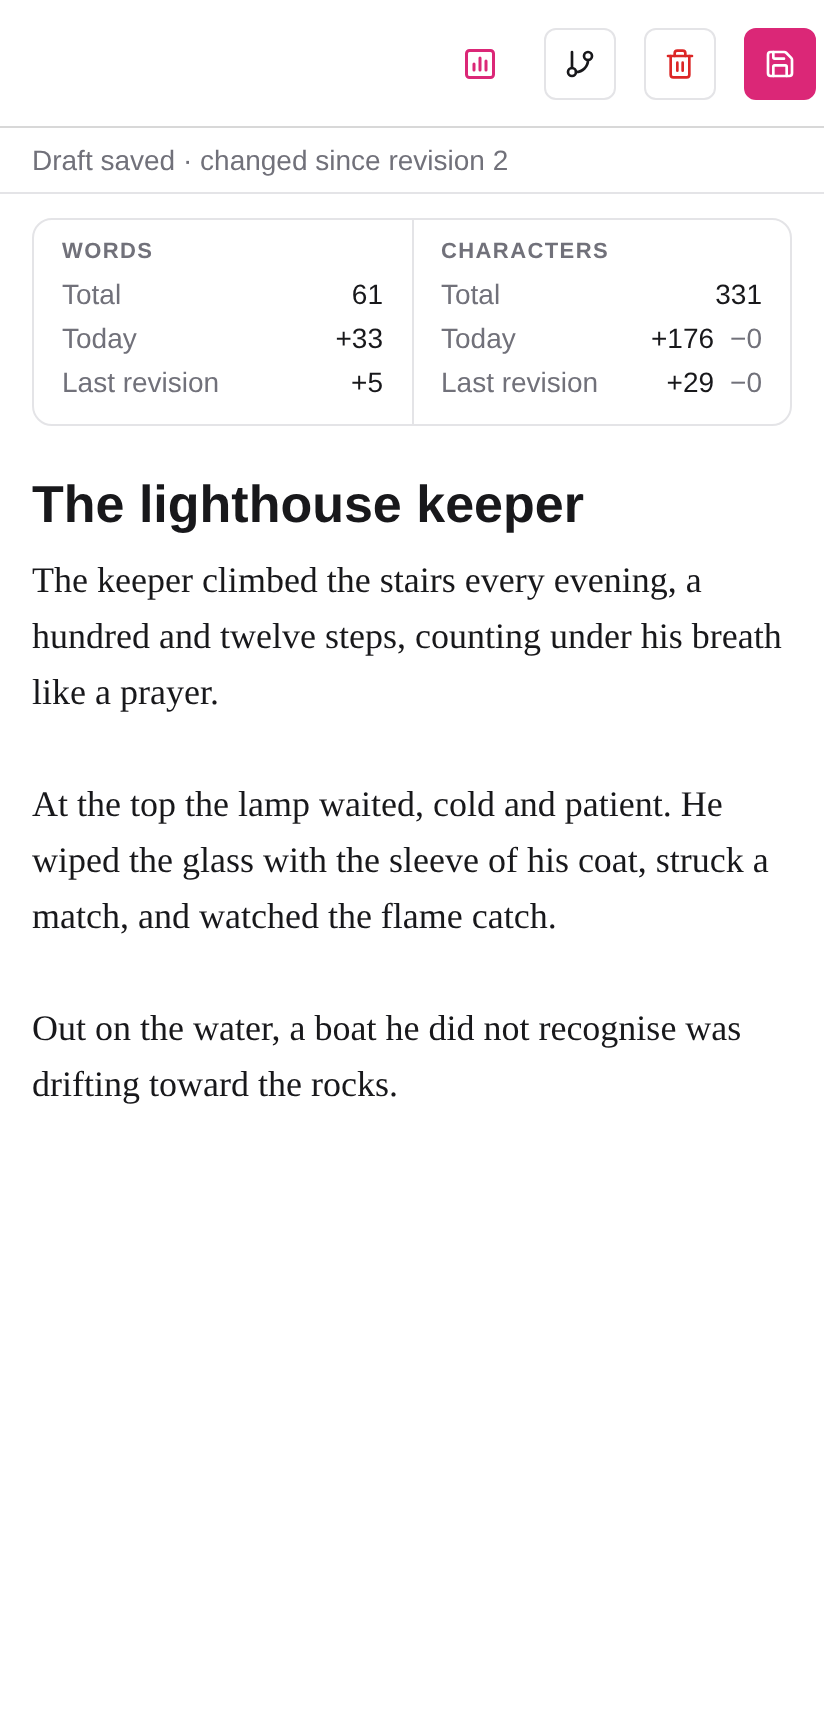 Draft saved · changed since revision 2
WORDS
Total 61
Today +33
Last revision +5
CHARACTERS
Total 331
Today +176 −0
Last revision +29 −0
The lighthouse keeper
The keeper climbed the stairs every evening, a
hundred and twelve steps, counting under his breath
like a prayer.
At the top the lamp waited, cold and patient. He
wiped the glass with the sleeve of his coat, struck a
match, and watched the flame catch.
Out on the water, a boat he did not recognise was
drifting toward the rocks.